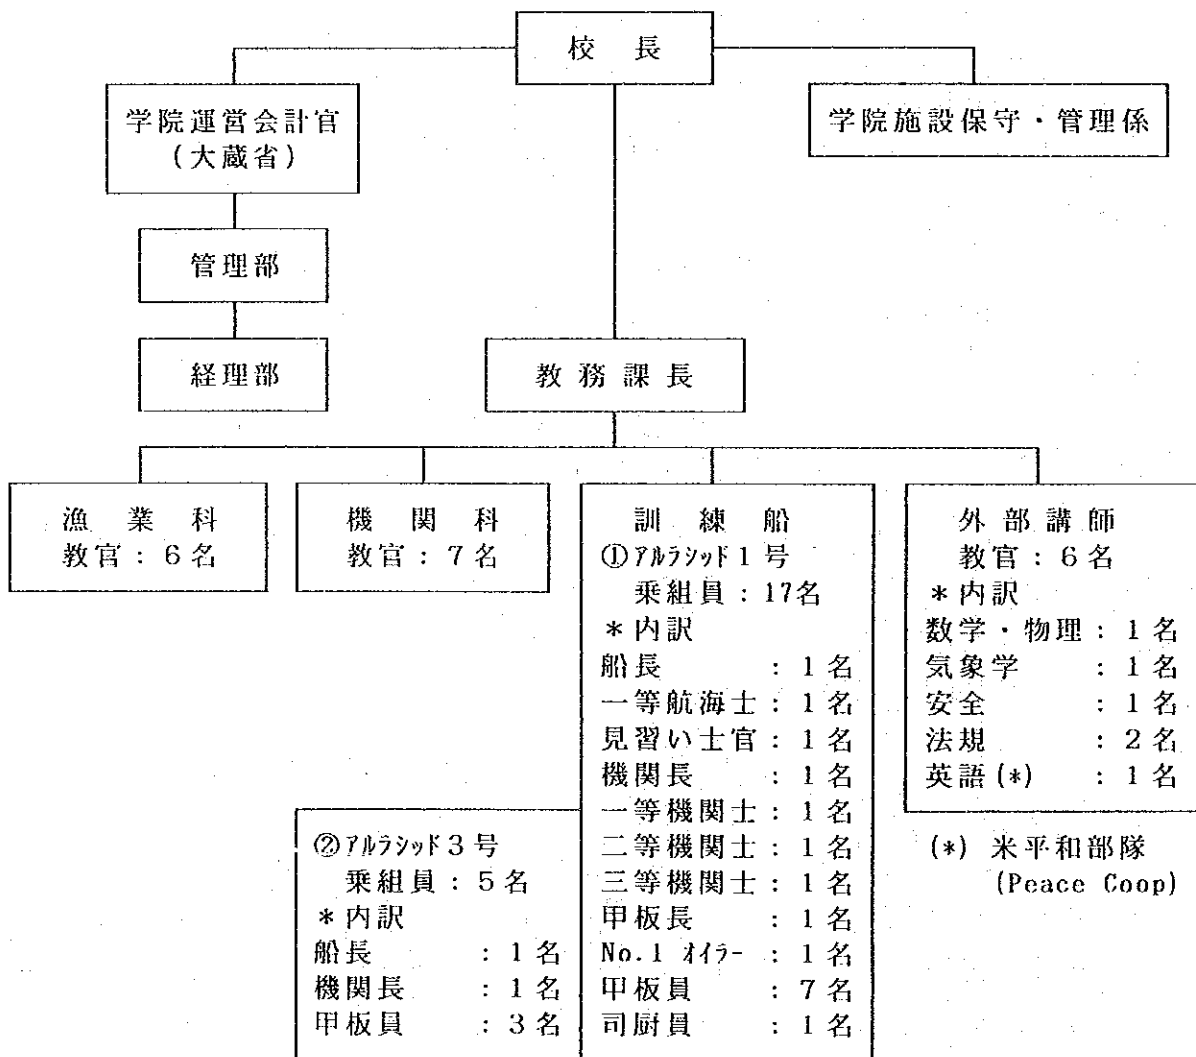 校長
学院運営会計官
(大蔵省)
学院施設保守・管理係
管理部
経理部
教務課長
漁業科
教官：6名
機関科
教官：7名
訓練船
①ｱﾙﾗｼｯﾄﾞ1号
乗組員：17名
*内訳
船長：1名
一等航海士：1名
見習い士官：1名
機関長：1名
一等機関士：1名
二等機関士：1名
三等機関士：1名
甲板長：1名
No.1 ｵｲﾗｰ：1名
甲板員：7名
司厨員：1名
②ｱﾙﾗｼｯﾄﾞ3号
乗組員：5名
*内訳
船長：1名
機関長：1名
甲板員：3名
外部講師
教官：6名
*内訳
数学・物理：1名
気象学：1名
安全：1名
法規：2名
英語(*)：1名
(*) 米平和部隊
(Peace Coop)